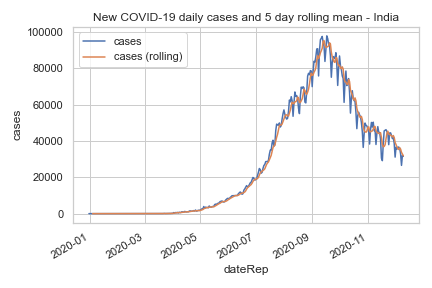 New COVID-19 daily cases and 5 day rolling mean - India
cases
cases (rolling)
100000
80000
60000
40000
20000
0
cases
2020-01
2020-03
2020-05
2020-07
2020-09
2020-11
dateRep